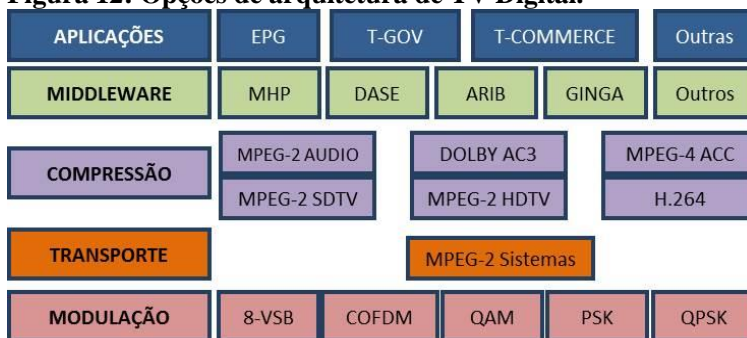 Figura 12: Opções de arquitetura de TV Digital.
APLICAÇÕES EPG T-GOV T-COMMERCE Outras
MIDDLEWARE MHP DASE ARIB GINGA Outros
COMPRESSÃO
MPEG-2 AUDIO DOLBY AC3 MPEG-4 ACC
MPEG-2 SDTV MPEG-2 HDTV H.264
TRANSPORTE MPEG-2 Sistemas
MODULAÇÃO 8-VSB COFDM QAM PSK QPSK